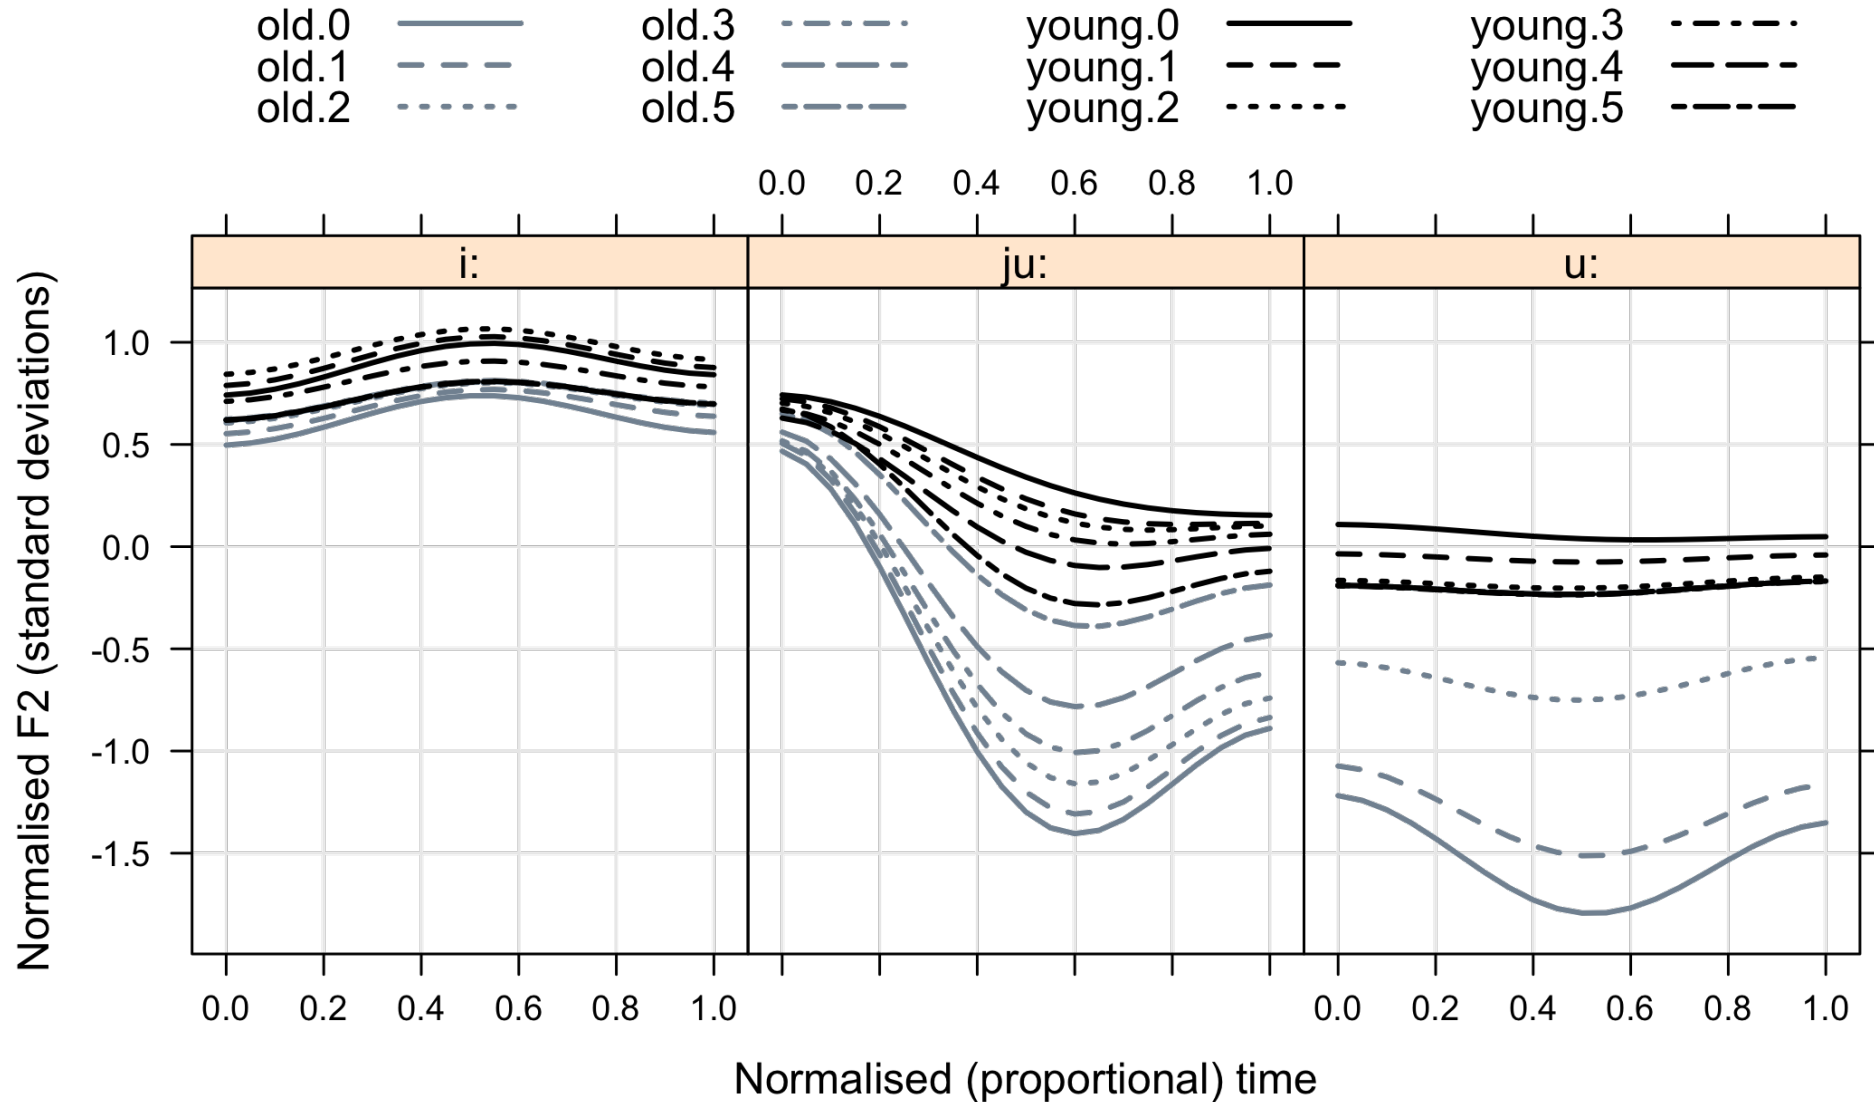 old.0 old.3 young.0 young.3
old.1 old.4 young.1 young.4
old.2 old.5 young.2 young.5
0.0 0.2 0.4 0.6 0.8 1.0
i: ju: u:
Normalised F2 (standard deviations)
1.0
0.5
0.0
-0.5
-1.0
-1.5
0.0 0.2 0.4 0.6 0.8 1.0 0.0 0.2 0.4 0.6 0.8 1.0
Normalised (proportional) time